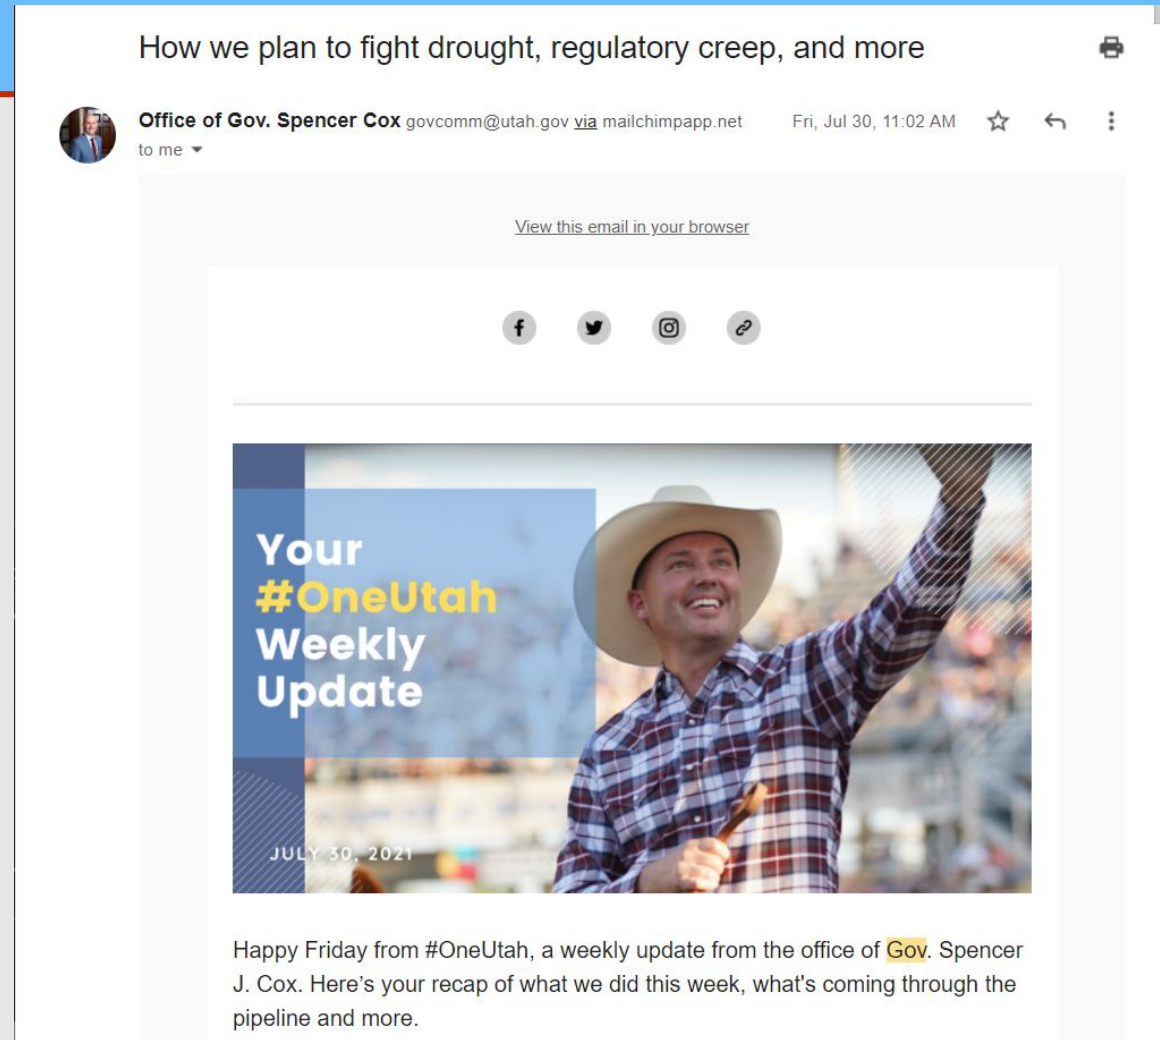 How we plan to fight drought, regulatory creep, and more
Office of Gov. Spencer Cox govcomm@utah.gov via mailchimpapp.net Fri, Jul 30, 11:02 AM
to me
View this email in your browser
Your
#OneUtah
Weekly
Update
JULY 30, 2021
Happy Friday from #OneUtah, a weekly update from the office of Gov. Spencer
J. Cox. Here’s your recap of what we did this week, what's coming through the
pipeline and more.